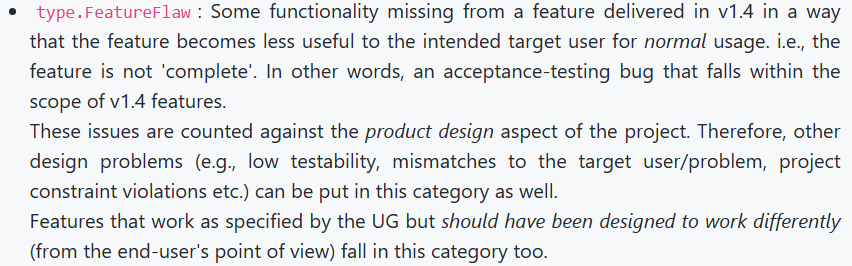 • type.FeatureFlaw : Some functionality missing from a feature delivered in v1.4 in a way
that the feature becomes less useful to the intended target user for normal usage. i.e., the
feature is not 'complete'. In other words, an acceptance-testing bug that falls within the
scope of v1.4 features.
These issues are counted against the product design aspect of the project. Therefore, other
design problems (e.g., low testability, mismatches to the target user/problem, project
constraint violations etc.) can be put in this category as well.
Features that work as specified by the UG but should have been designed to work differently
(from the end-user's point of view) fall in this category too.